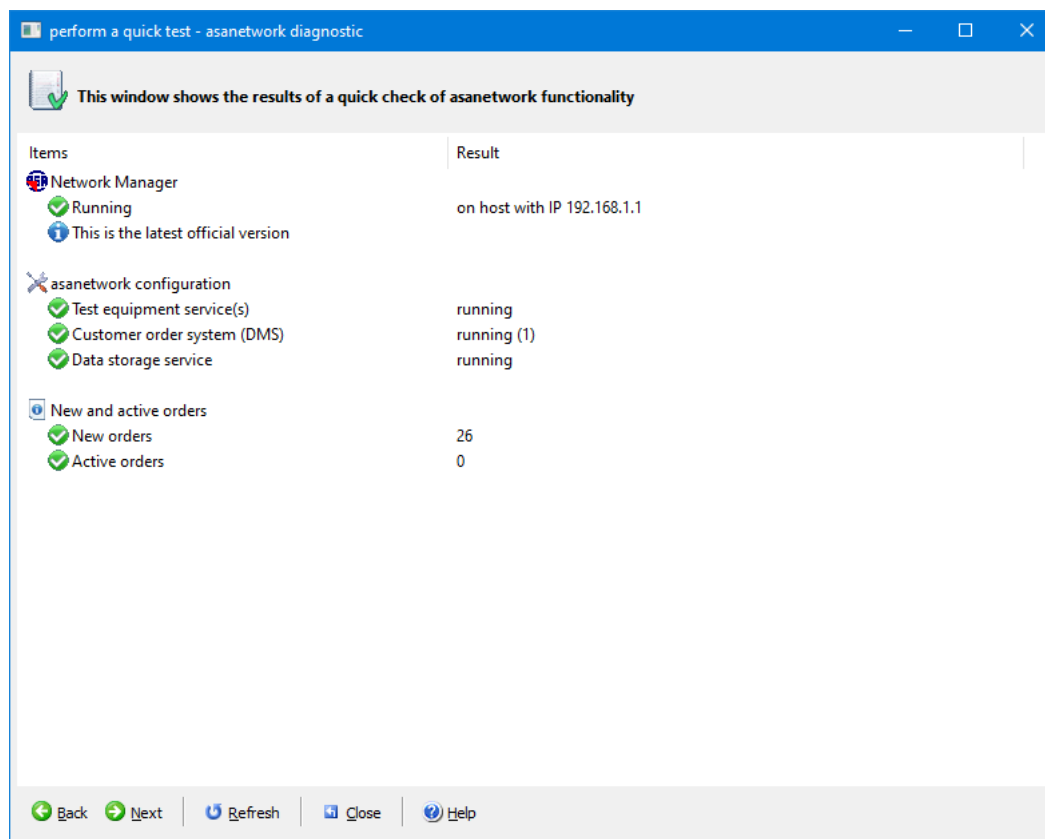 perform a quick test - asanetwork diagnostic
This window shows the results of a quick check of asanetwork functionality
Items Result
Network Manager
Running on host with IP 192.168.1.1
This is the latest official version
asanetwork configuration
Test equipment service(s) running
Customer order system (DMS) running (1)
Data storage service running
New and active orders
New orders 26
Active orders 0
Back Next Refresh Close Help